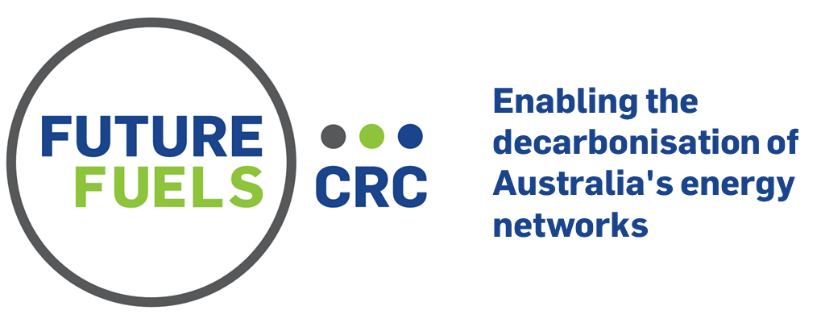 FUTURE
FUELS
CRC
Enabling the
decarbonisation of
Australia's energy
networks